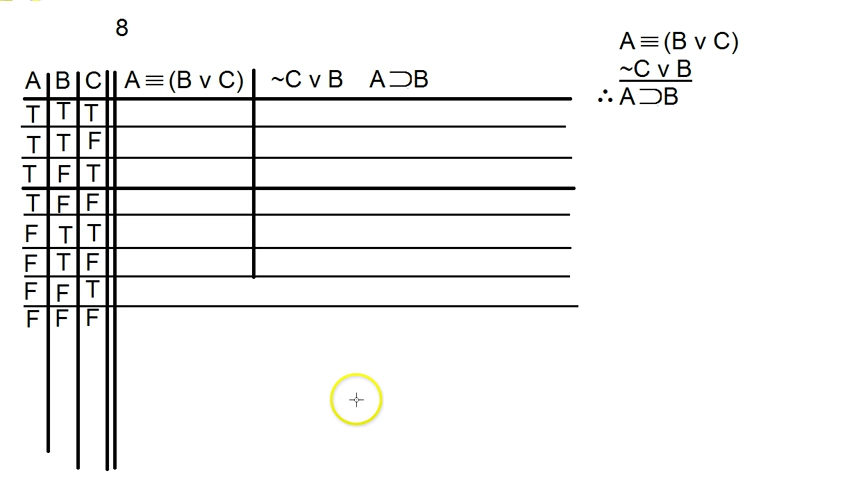 8
A ≡ (B v C)
~C v B
∴ A ⊃ B
A B C A ≡ (B v C) ~C v B A ⊃ B
T T T
T T F
T F T
T F F
F T T
F T F
F F T
F F F